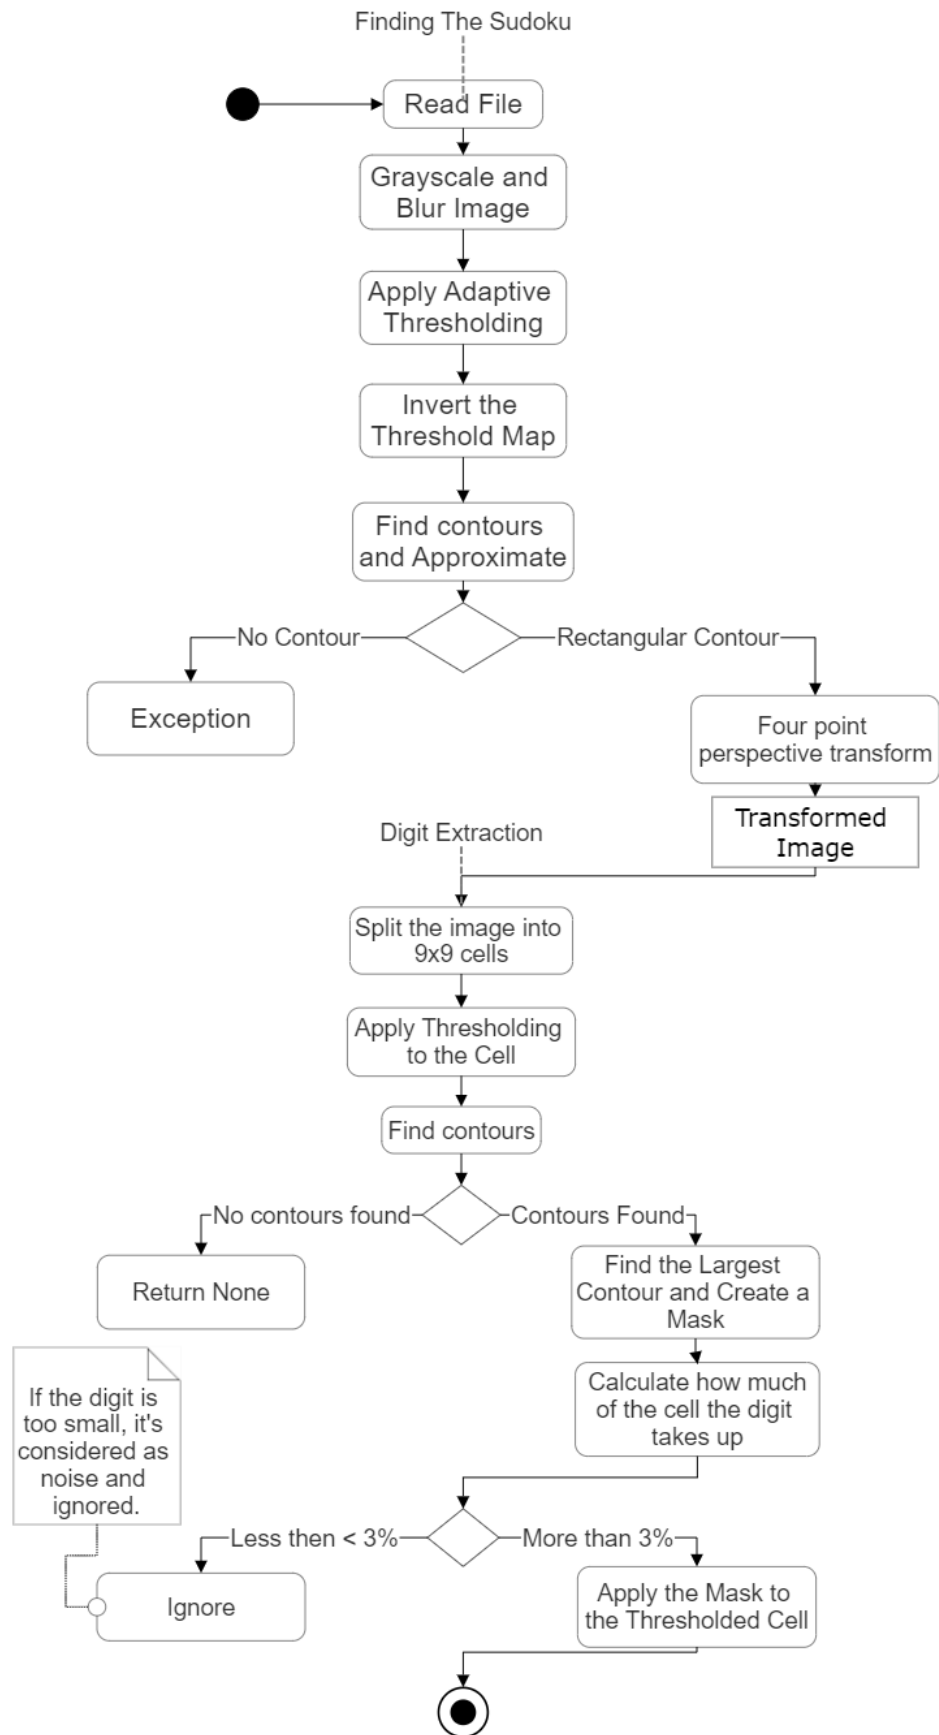 Finding The Sudoku
Read File
Grayscale and
Blur Image
Apply Adaptive
Thresholding
Invert the
Threshold Map
Find contours
and Approximate
No Contour
Rectangular Contour
Exception
Four point
perspective transform
Transformed
Image
Digit Extraction
Split the image into
9x9 cells
Apply Thresholding
to the Cell
Find contours
No contours found
Contours Found
Return None
Find the Largest
Contour and Create a
Mask
Calculate how much
of the cell the digit
takes up
If the digit is
too small, it's
considered as
noise and
ignored.
Less then < 3%
More than 3%
Ignore
Apply the Mask to
the Thresholded Cell